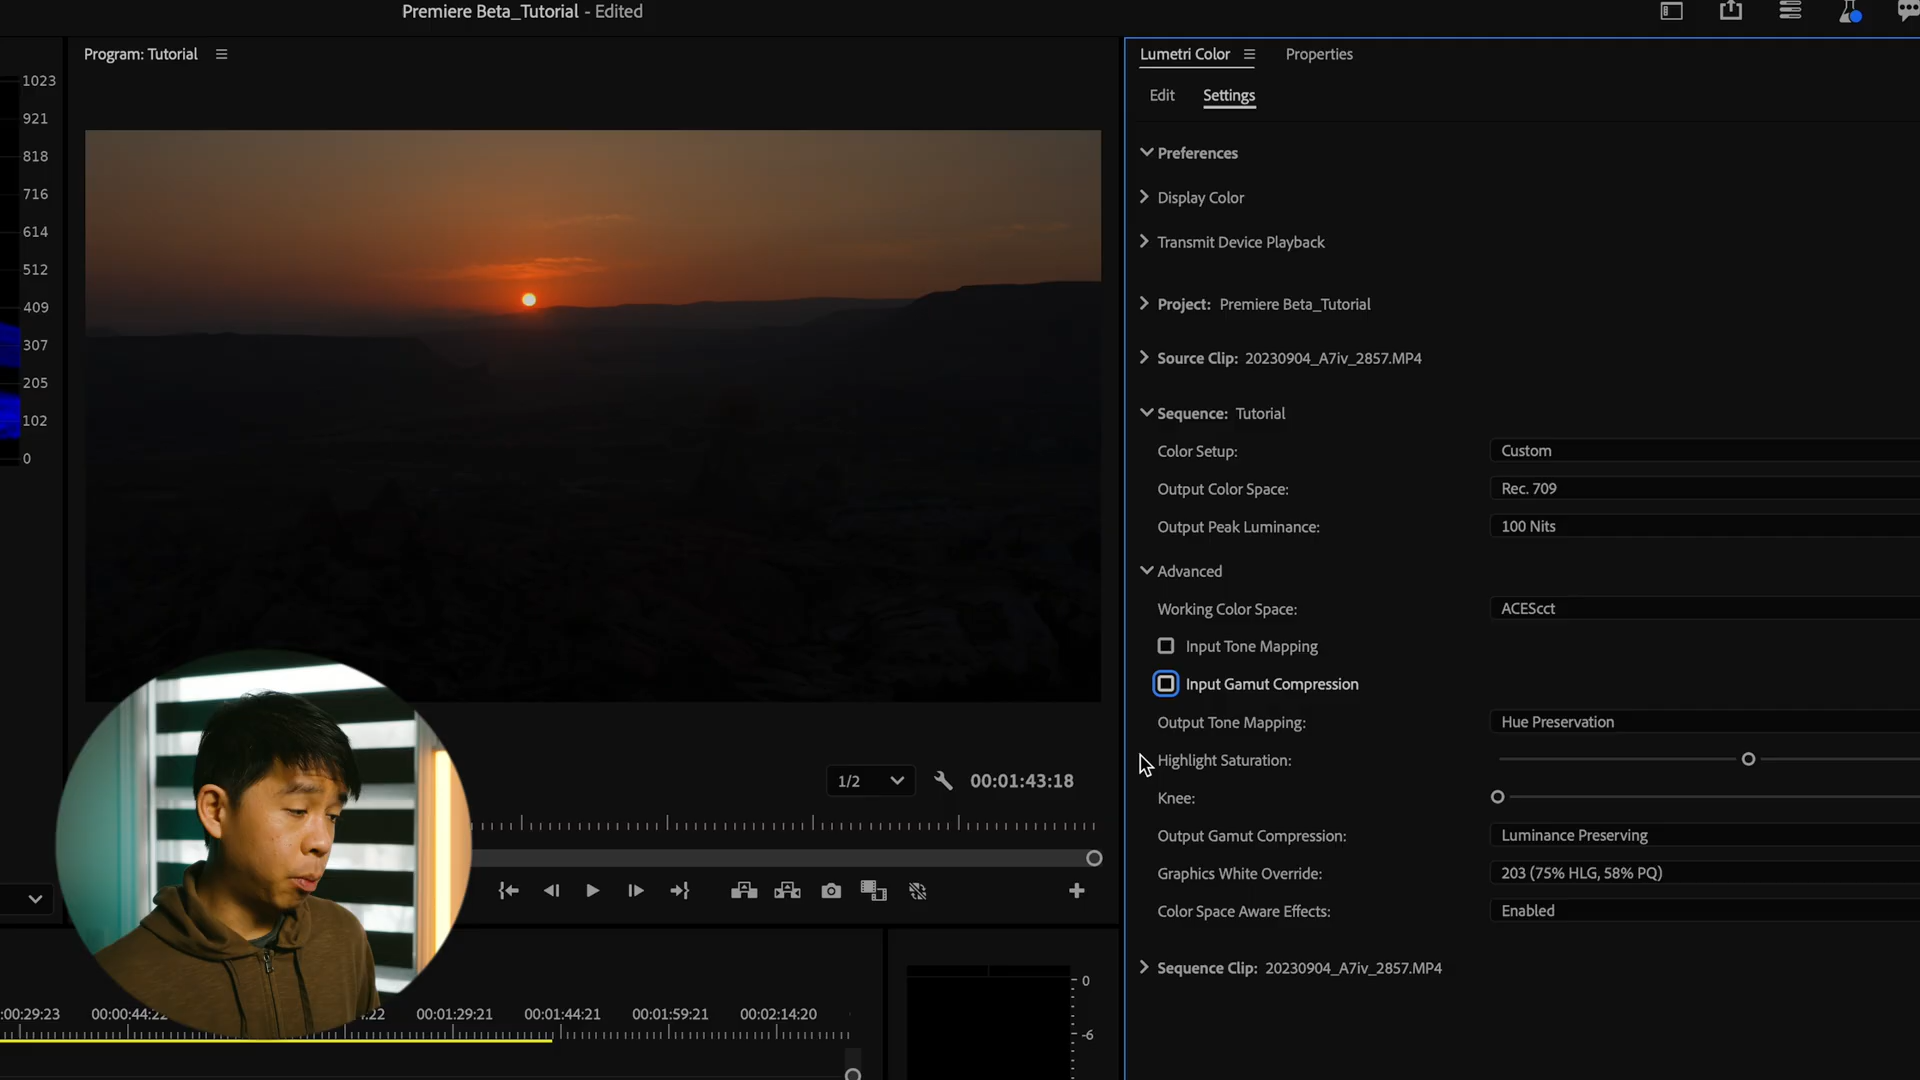 Premiere Beta_Tutorial - Edited
Program: Tutorial
1023
921
818
716
614
512
409
307
205
102
0
1/2
00:01:43:18
:00:29:23
00:00:44:22
:22
00:01:29:21
00:01:44:21
00:01:59:21
00:02:14:20
0
-6
Lumetri Color
Properties
Edit
Settings
Preferences
Display Color
Transmit Device Playback
Project: Premiere Beta_Tutorial
Source Clip: 20230904_A7iv_2857.MP4
Sequence: Tutorial
Color Setup: Custom
Output Color Space: Rec. 709
Output Peak Luminance: 100 Nits
Advanced
Working Color Space: ACEScct
Input Tone Mapping
Input Gamut Compression
Output Tone Mapping: Hue Preservation
Highlight Saturation:
Knee:
Output Gamut Compression: Luminance Preserving
Graphics White Override: 203 (75% HLG, 58% PQ)
Color Space Aware Effects: Enabled
Sequence Clip: 20230904_A7iv_2857.MP4